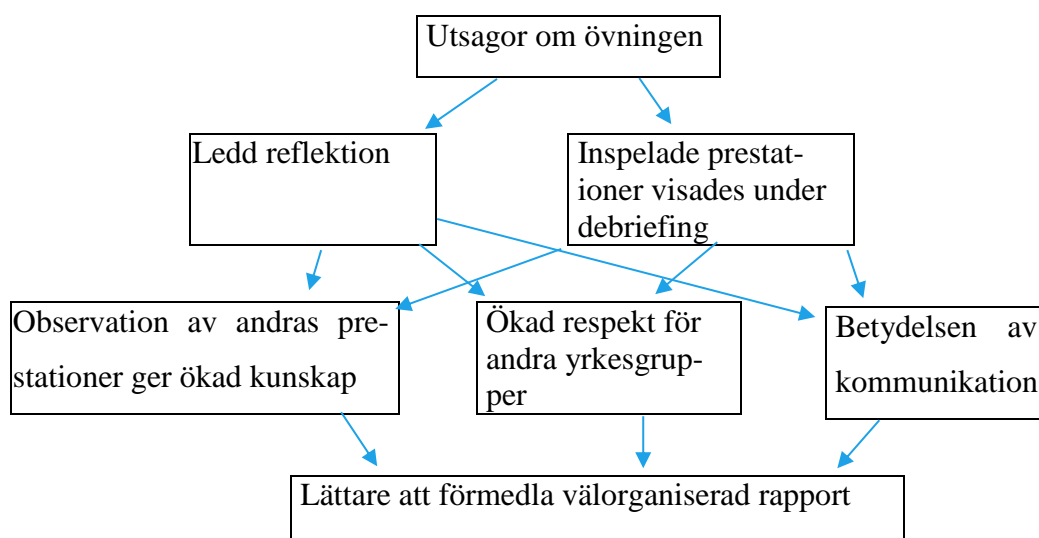 Utsagor om övningen
Ledd reflektion
Inspelade prestat-
ioner visades under
debriefing
Observation av andras pre-
stationer ger ökad kunskap
Ökad respekt för
andra yrkesgrup-
per
Betydelsen av
kommunikation
Lättare att förmedla välorganiserad rapport